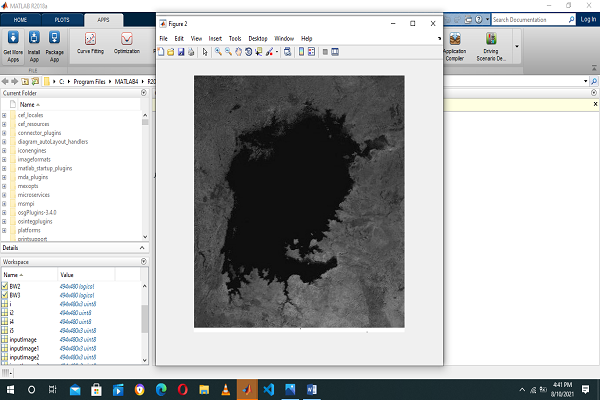 MATLAB R2018a
HOME PLOTS APPS
Search Documentation
Log In
Get More Apps
Install App
Package App
Curve Fitting
Optimization
Application Compiler
Driving Scenario De...
FILE
C: Program Files MATLAB4
Current Folder
Name
cef_locales
cef_resources
connector_plugins
diagram_autoLayout_handlers
iconengines
imageformats
matlab_startup_plugins
mda_plugins
mexopts
microservices
msmpi
osgPlugins-3.4.0
osintegplugins
platforms
printsupport
Details
Workspace
Name Value
BW2 494x480 logical
BW3 494x480 logical
i 494x480x3 uint8
i2 494x480 uint8
i4 494x480 uint8
i5 494x480x3 uint8
inputImage 494x480x3 uint8
inputImage1 494x480x3 uint8
inputImage2 494x480x3 uint8
Figure 2
File Edit View Insert Tools Desktop Window Help
4:41 PM
8/10/2021